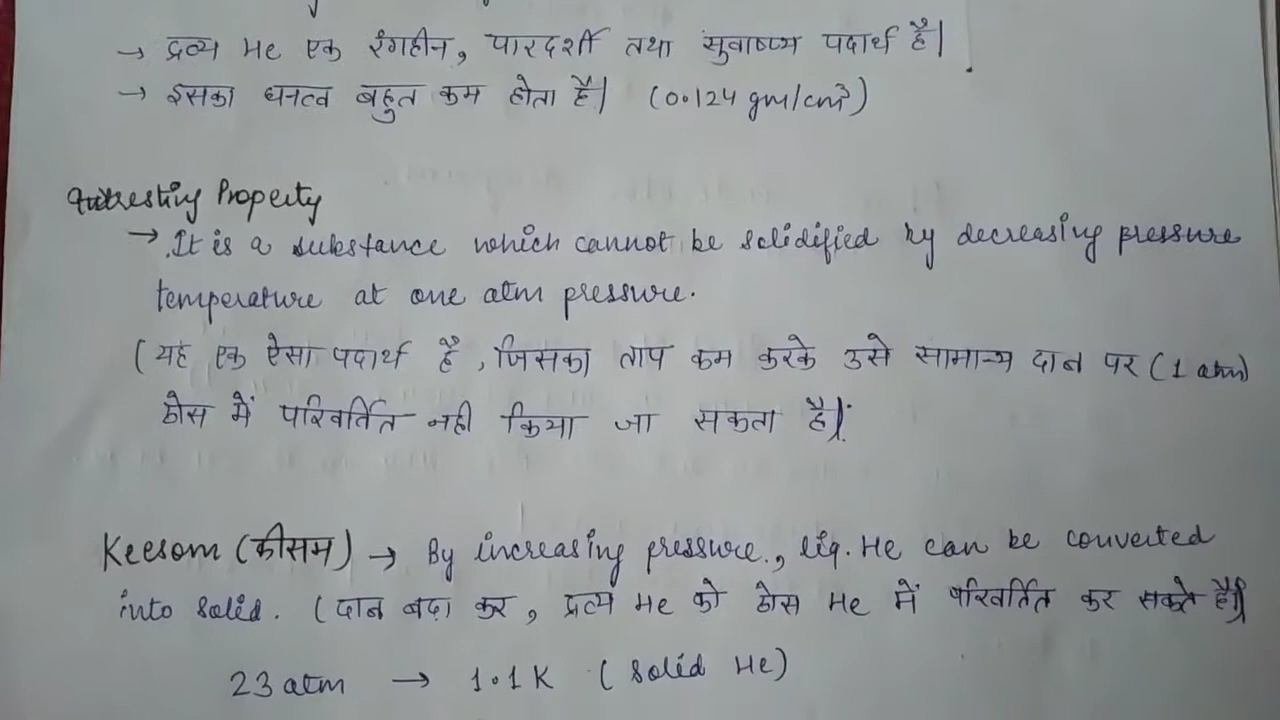 → द्रव्य He एक रंगहीन, पारदर्शी तथा सुवाष्प्य पदार्थ है।
→ इसका घनत्व बहुत कम होता है। (0.124 gm/cm³)
Intresting Property
→ It is a substance which cannot be solidified by decreasing pressure
temperature at one atm pressure.
(यह एक ऐसा पदार्थ है, जिसका ताप कम करके उसे सामान्य दाब पर (1 atm)
ठोस में परिवर्तित नही किया जा सकता है)।
Keesom (कीसम) → By increasing pressure, liq. He can be converted
into solid. (दाब बढ़ा कर, द्रव्य He को ठोस He में परिवर्तित कर सकते है)।
23 atm → 1.1K (Solid He)